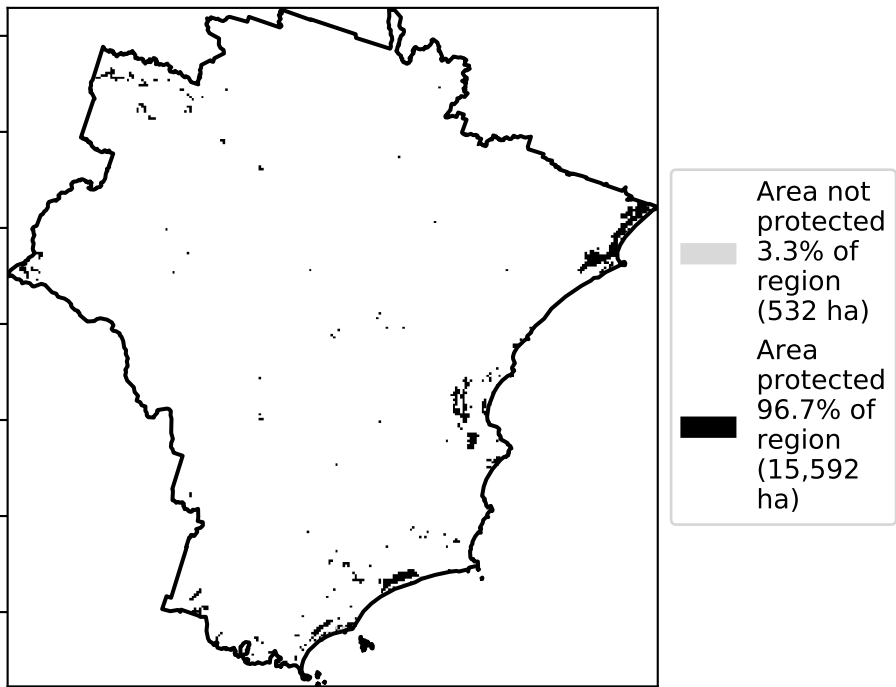 Area not
protected
3.3% of
region
(532 ha)
Area
protected
96.7% of
region
(15,592
ha)